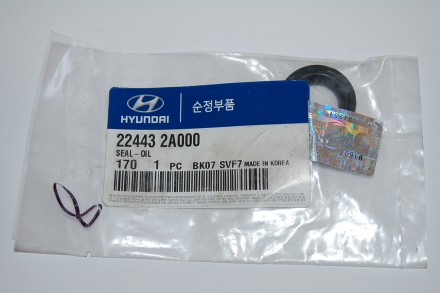 HYUNDAI
순정부품
22443 2A000
SEAL-OIL
170 1 PC BK07 SVF7 MADE IN KOREA